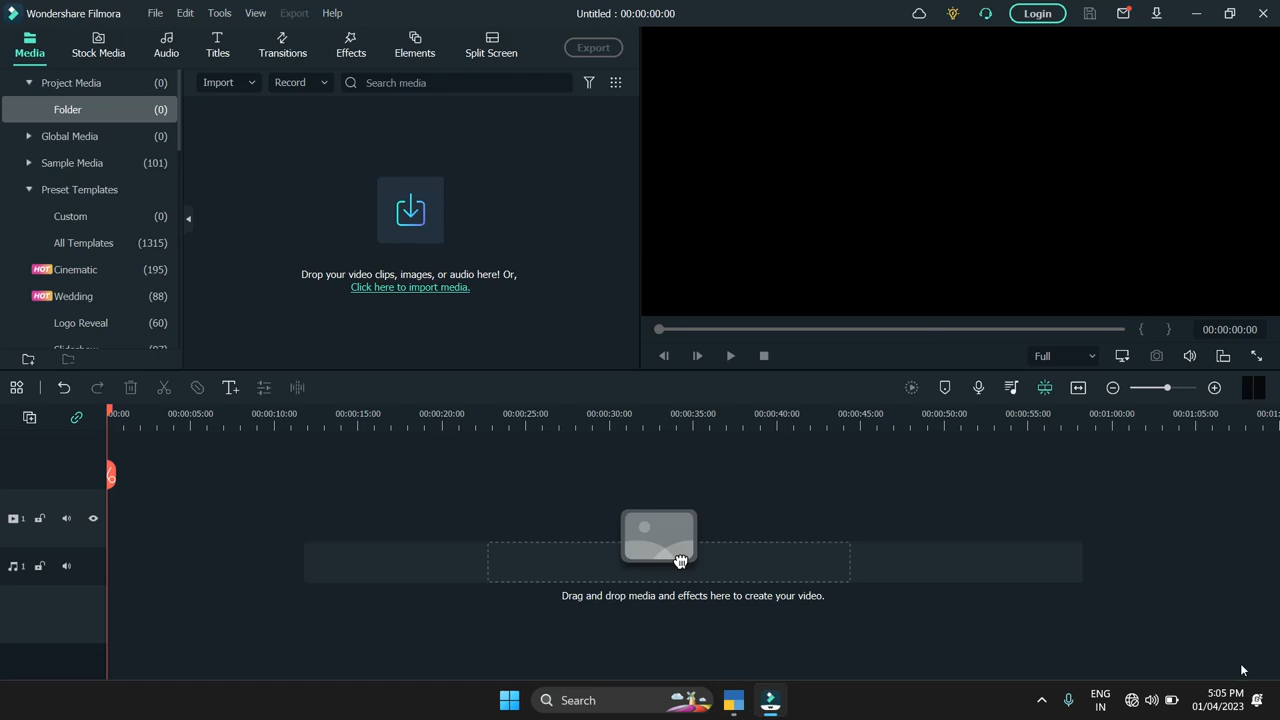 Wondershare Filmora File Edit Tools View Export Help Untitled : 00:00:00:00 Login
Media Stock Media Audio Titles Transitions Effects Elements Split Screen Export
Project Media (0)
Folder (0)
Global Media (0)
Sample Media (101)
Preset Templates
Custom (0)
All Templates (1315)
HOT Cinematic (195)
HOT Wedding (88)
Logo Reveal (60)
Import Record Search media
Drop your video clips, images, or audio here! Or,
Click here to import media.
00:00:00:00
Full
00:00 00:00:05:00 00:00:10:00 00:00:15:00 00:00:20:00 00:00:25:00 00:00:30:00 00:00:35:00 00:00:40:00 00:00:45:00 00:00:50:00 00:00:55:00 00:01:00:00 00:01:05:00 00:01:
1
1
Drag and drop media and effects here to create your video.
Search
ENG
IN
5:05 PM
01/04/2023